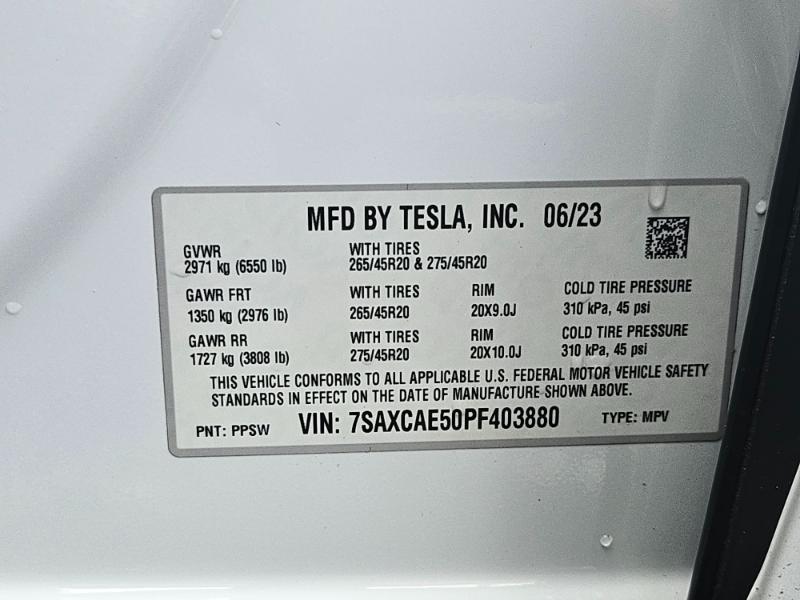 MFD BY TESLA, INC. 06/23
GVWR WITH TIRES
2971 kg (6550 lb) 265/45R20 & 275/45R20
GAWR FRT WITH TIRES RIM COLD TIRE PRESSURE
1350 kg (2976 lb) 265/45R20 20X9.0J 310 kPa, 45 psi
GAWR RR WITH TIRES RIM COLD TIRE PRESSURE
1727 kg (3808 lb) 275/45R20 20X10.0J 310 kPa, 45 psi
THIS VEHICLE CONFORMS TO ALL APPLICABLE U.S. FEDERAL MOTOR VEHICLE SAFETY
STANDARDS IN EFFECT ON THE DATE OF MANUFACTURE SHOWN ABOVE.
PNT: PPSW VIN: 7SAXCAE50PF403880 TYPE: MPV